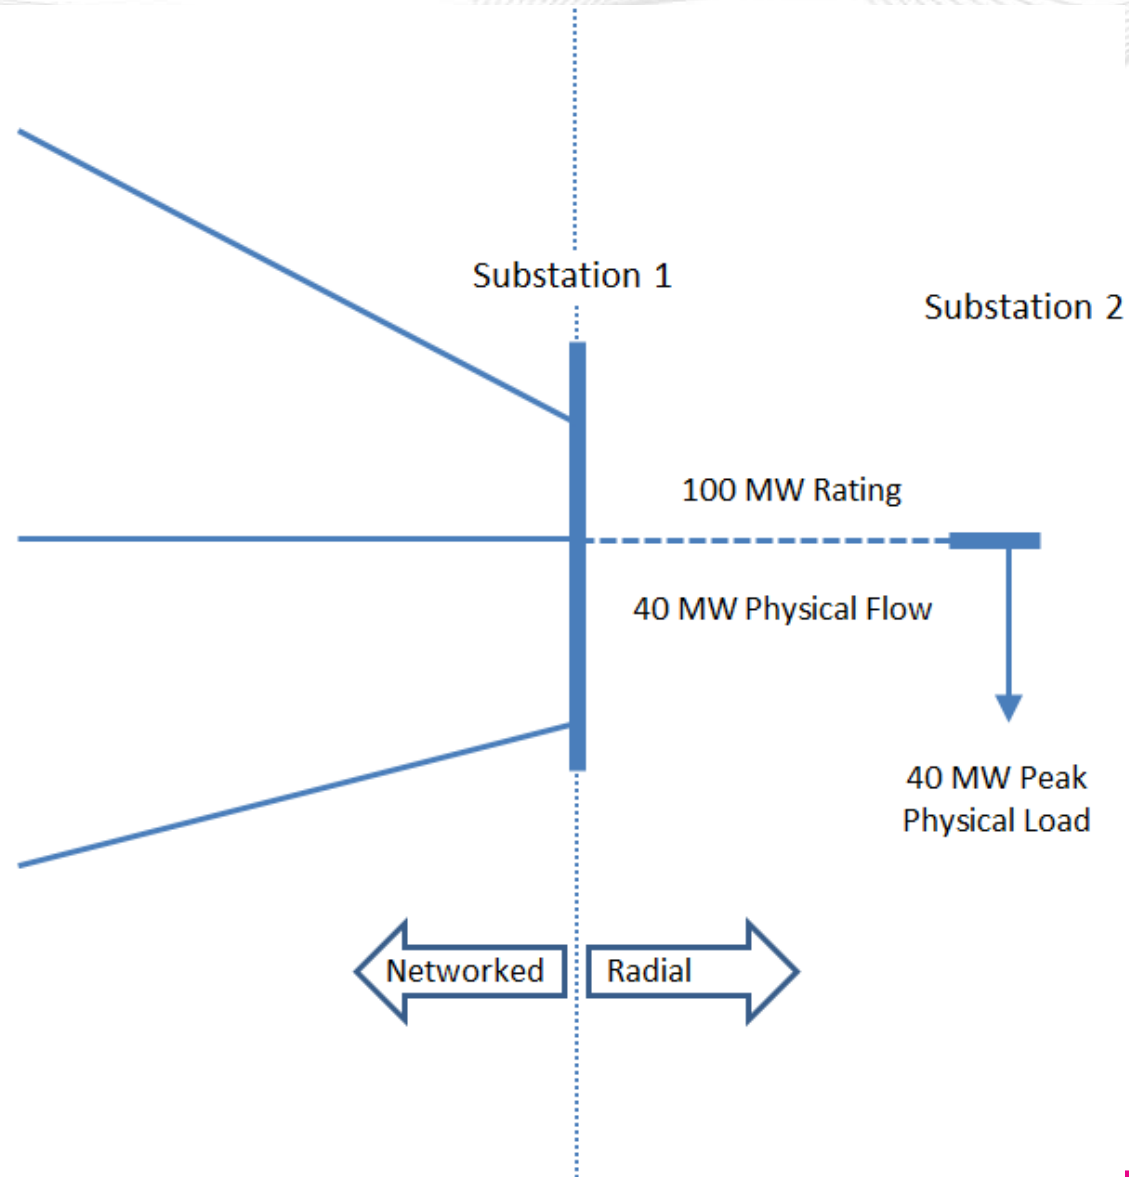 Substation 1
Substation 2
100 MW Rating
40 MW Physical Flow
40 MW Peak
Physical Load
Networked
Radial